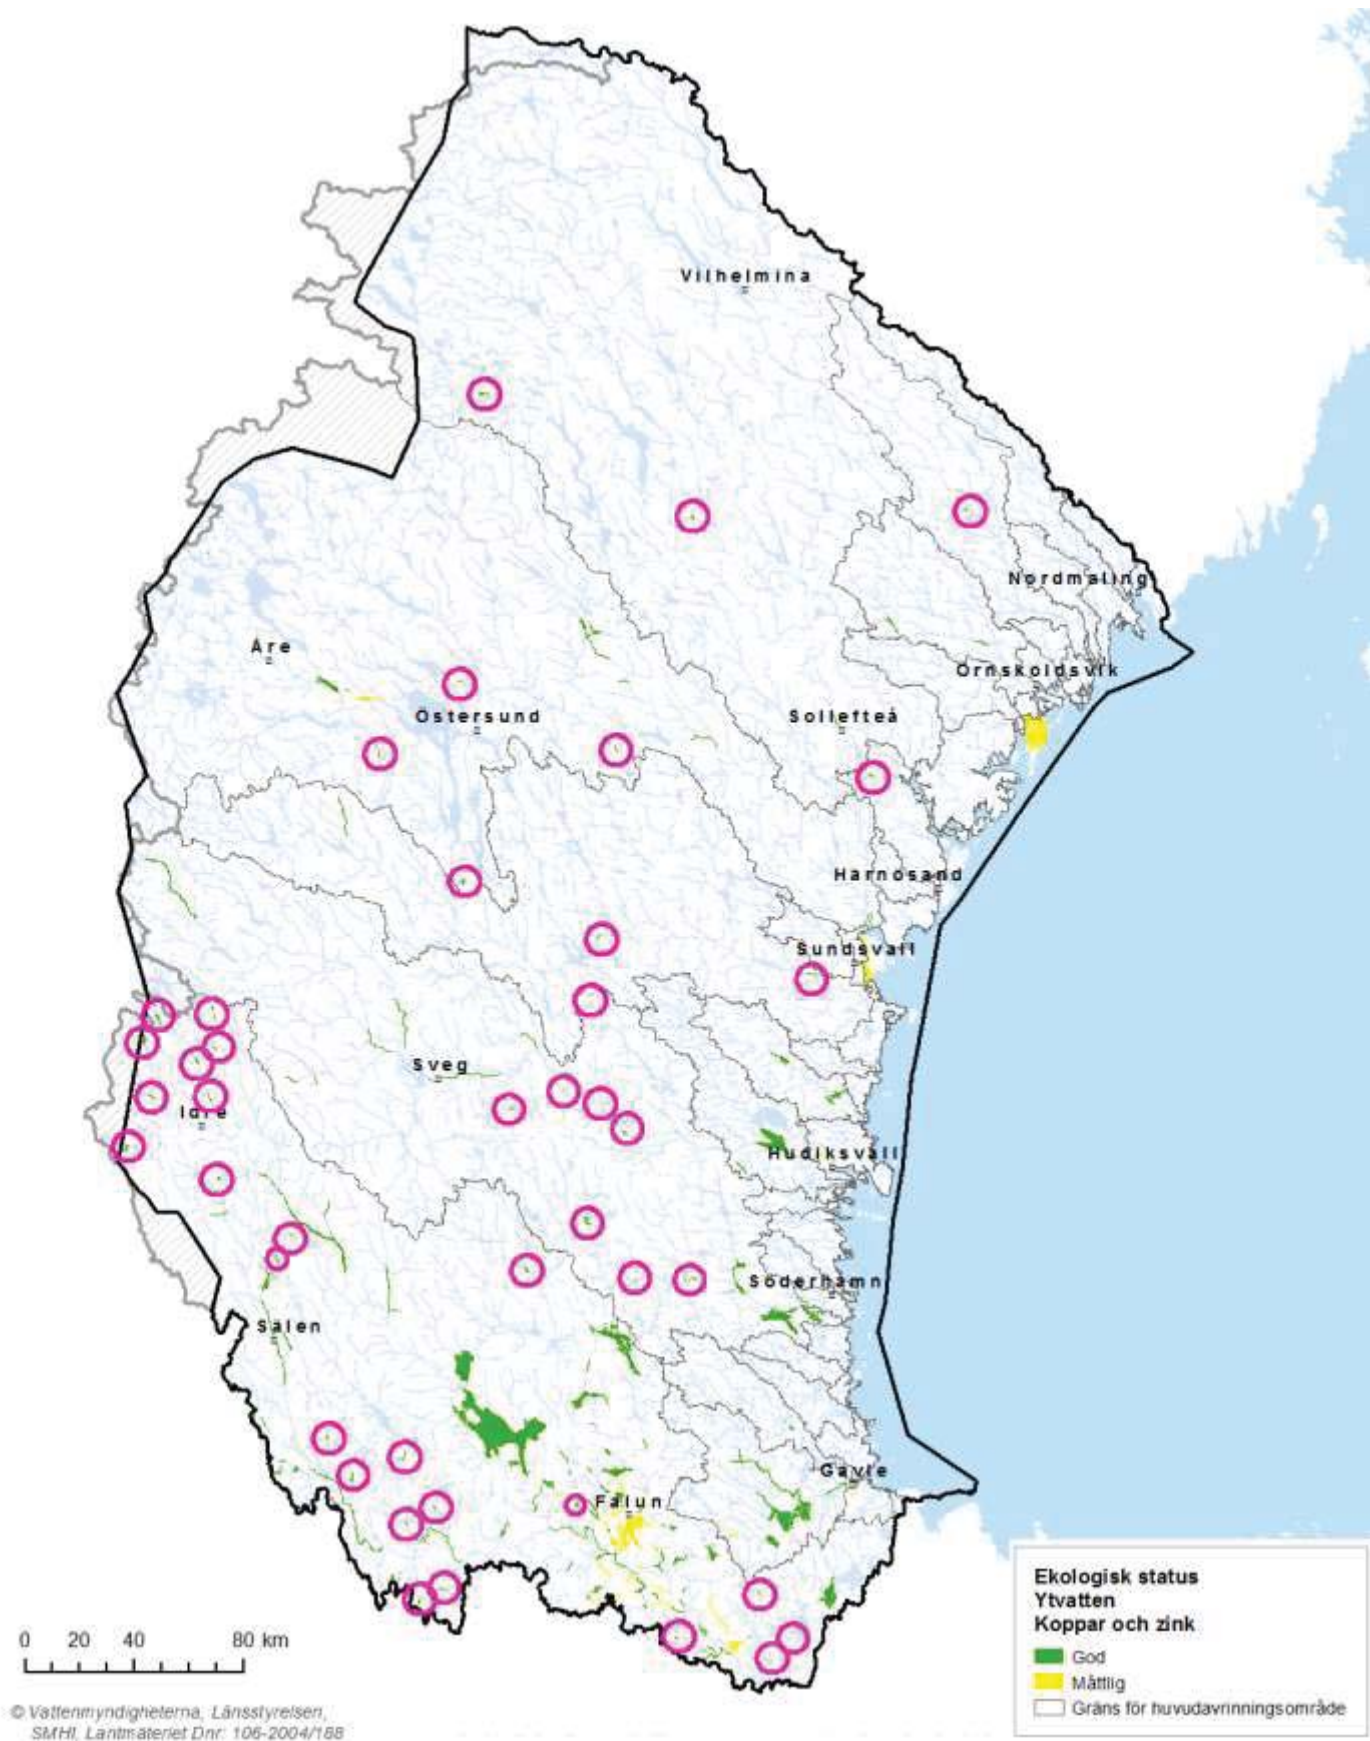 Vilhelmina
Nordmaling
Åre
Örnsköldsvik
Östersund
Sollefteå
Härnösand
Sundsvall
Sveg
Idre
Hudiksvall
Söderhamn
Sälen
Gävle
Falun
Ekologisk status
Ytvatten
Koppar och zink
God
Måttlig
Gräns för huvudavrinningsområde
0 20 40 80 km
© Vattenmyndigheterna, Länsstyrelsen,
SMHI, Lantmäteriet Dnr: 106-2004/188